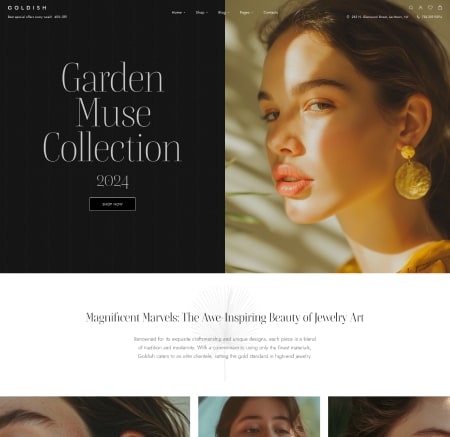 GOLDISH
Home Shop Blog Pages Contacts
Best special offers every week! 40% OFF
Garden
Muse
Collection
2024
SHOP NOW
Magnificent Marvels: The Awe-Inspiring Beauty of Jewelry Art
Renowned for its exquisite craftsmanship and unique designs, each piece is a blend
of tradition and modernity. With a commitment to using only the finest materials,
Goldish caters to an elite clientele, setting the gold standard in high-end jewelry.